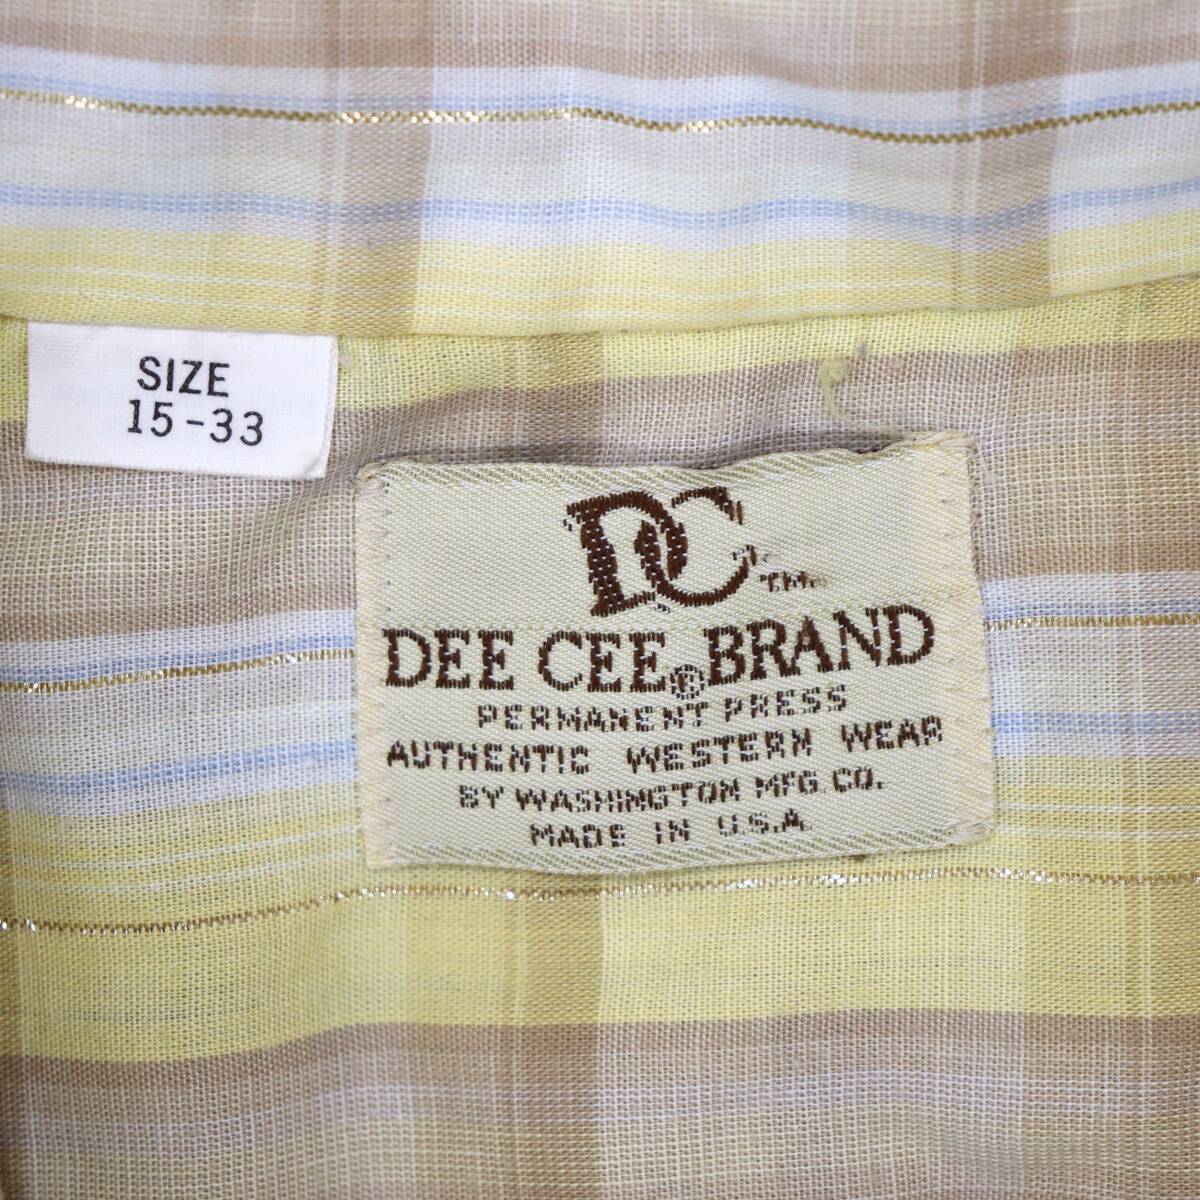 SIZE
15-33
DC
TM
DEE CEE® BRAND
PERMANENT PRESS
AUTHENTIC WESTERN WEAR
BY WASHINGTON MFG. CO.
MADE IN U.S.A.